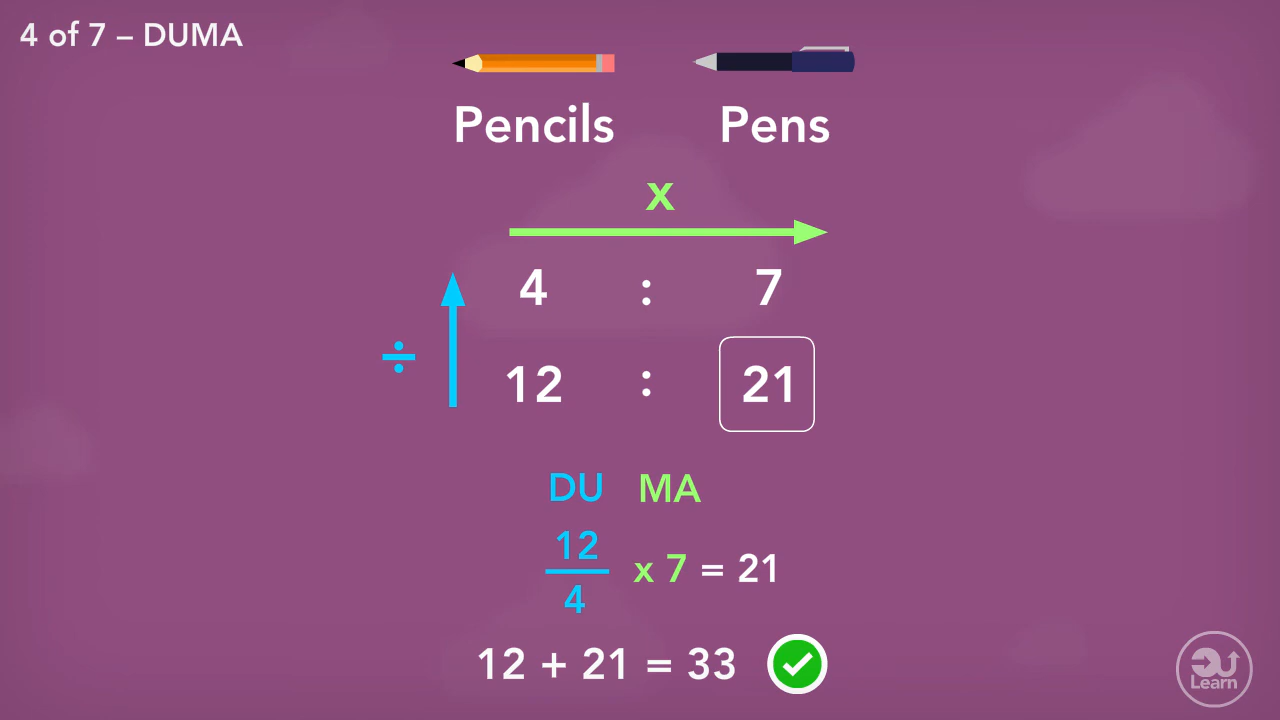 4 of 7 – DUMA
Pencils Pens
x
4 : 7
÷
12 : 21
DU MA
12
x 7 = 21
4
12 + 21 = 33
Learn